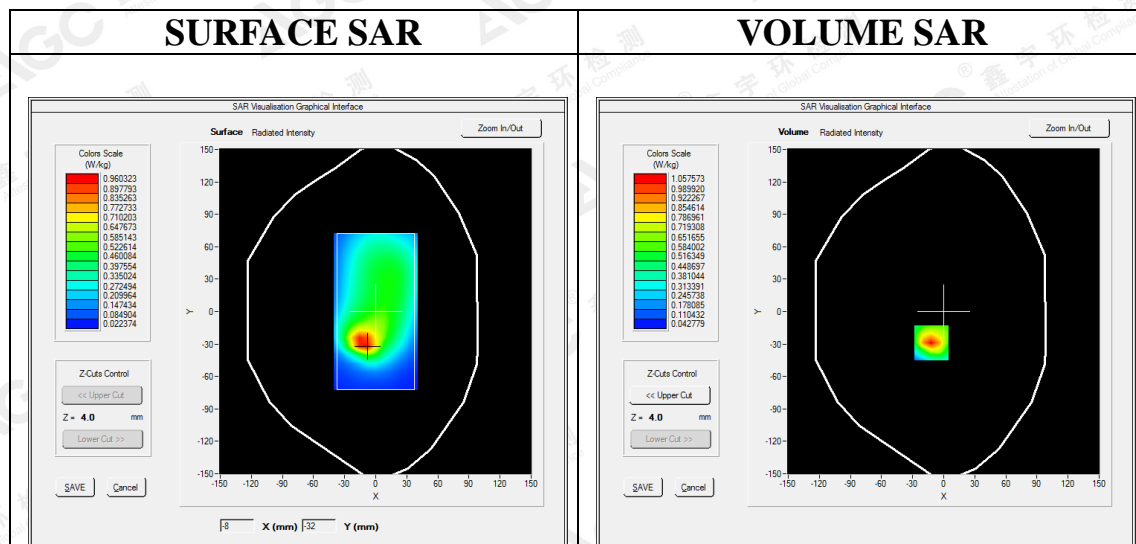 SURFACE SAR
SAR Visualisation Graphical Interface
Surface Radiated Intensity
Zoom In/Out
Colors Scale
(W/kg)
0.960323
0.897793
0.835263
0.772733
0.710203
0.647673
0.585143
0.522614
0.460084
0.397554
0.335024
0.272494
0.209964
0.147434
0.084904
0.022374
Z-Cuts Control
<< Upper Cut
Z = 4.0 mm
Lower Cut >>
SAVE Cancel
150
120
90
60
30
0
-30
-60
-90
-120
-150
Y
-150 -120 -90 -60 -30 0 30 60 90 120 150
X
-8 X (mm) -32 Y (mm)
VOLUME SAR
SAR Visualisation Graphical Interface
Volume Radiated Intensity
Zoom In/Out
Colors Scale
(W/kg)
1.057573
0.989920
0.922267
0.854614
0.786961
0.719308
0.651655
0.584002
0.516349
0.448697
0.381044
0.313391
0.245738
0.178085
0.110432
0.042779
Z-Cuts Control
<< Upper Cut
Z = 4.0 mm
Lower Cut >>
SAVE Cancel
150
120
90
60
30
0
-30
-60
-90
-120
-150
Y
-150 -120 -90 -60 -30 0 30 60 90 120 150
X